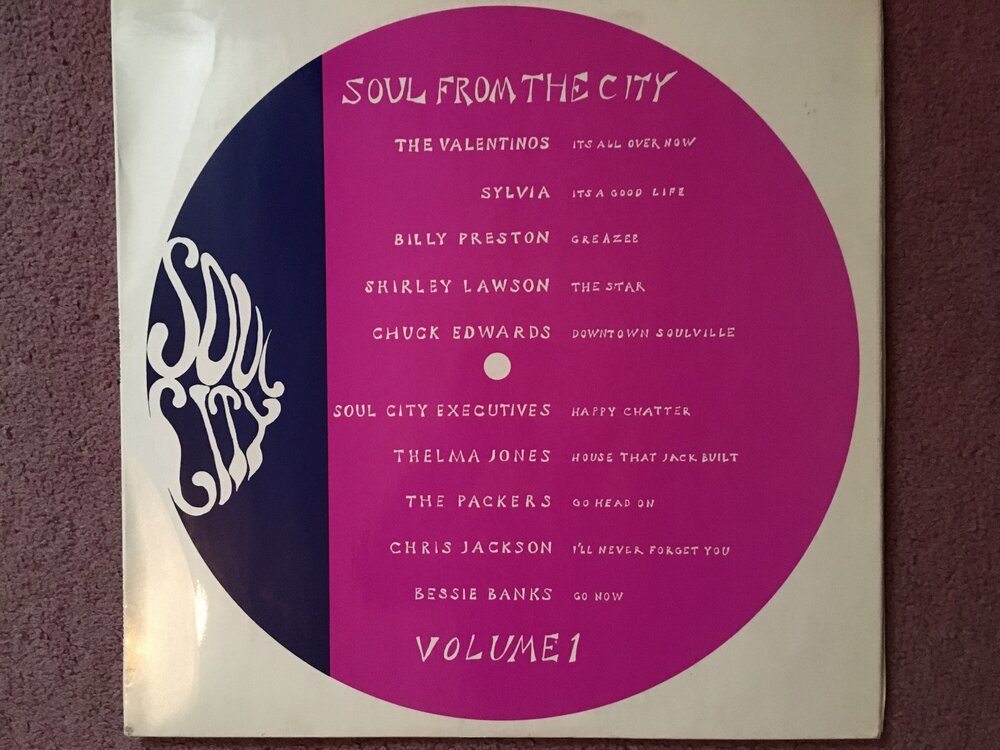 SOUL FROM THE CITY
THE VALENTINOS ITS ALL OVER NOW
SYLVIA ITS A GOOD LIFE
BILLY PRESTON GREAZEE
SHIRLEY LAWSON THE STAR
CHUCK EDWARDS DOWNTOWN SOULVILLE
SOUL CITY EXECUTIVES HAPPY CHATTER
THELMA JONES HOUSE THAT JACK BUILT
THE PACKERS GO HEAD ON
CHRIS JACKSON I'LL NEVER FORGET YOU
BESSIE BANKS GO NOW
VOLUME 1
SOUL
CITY